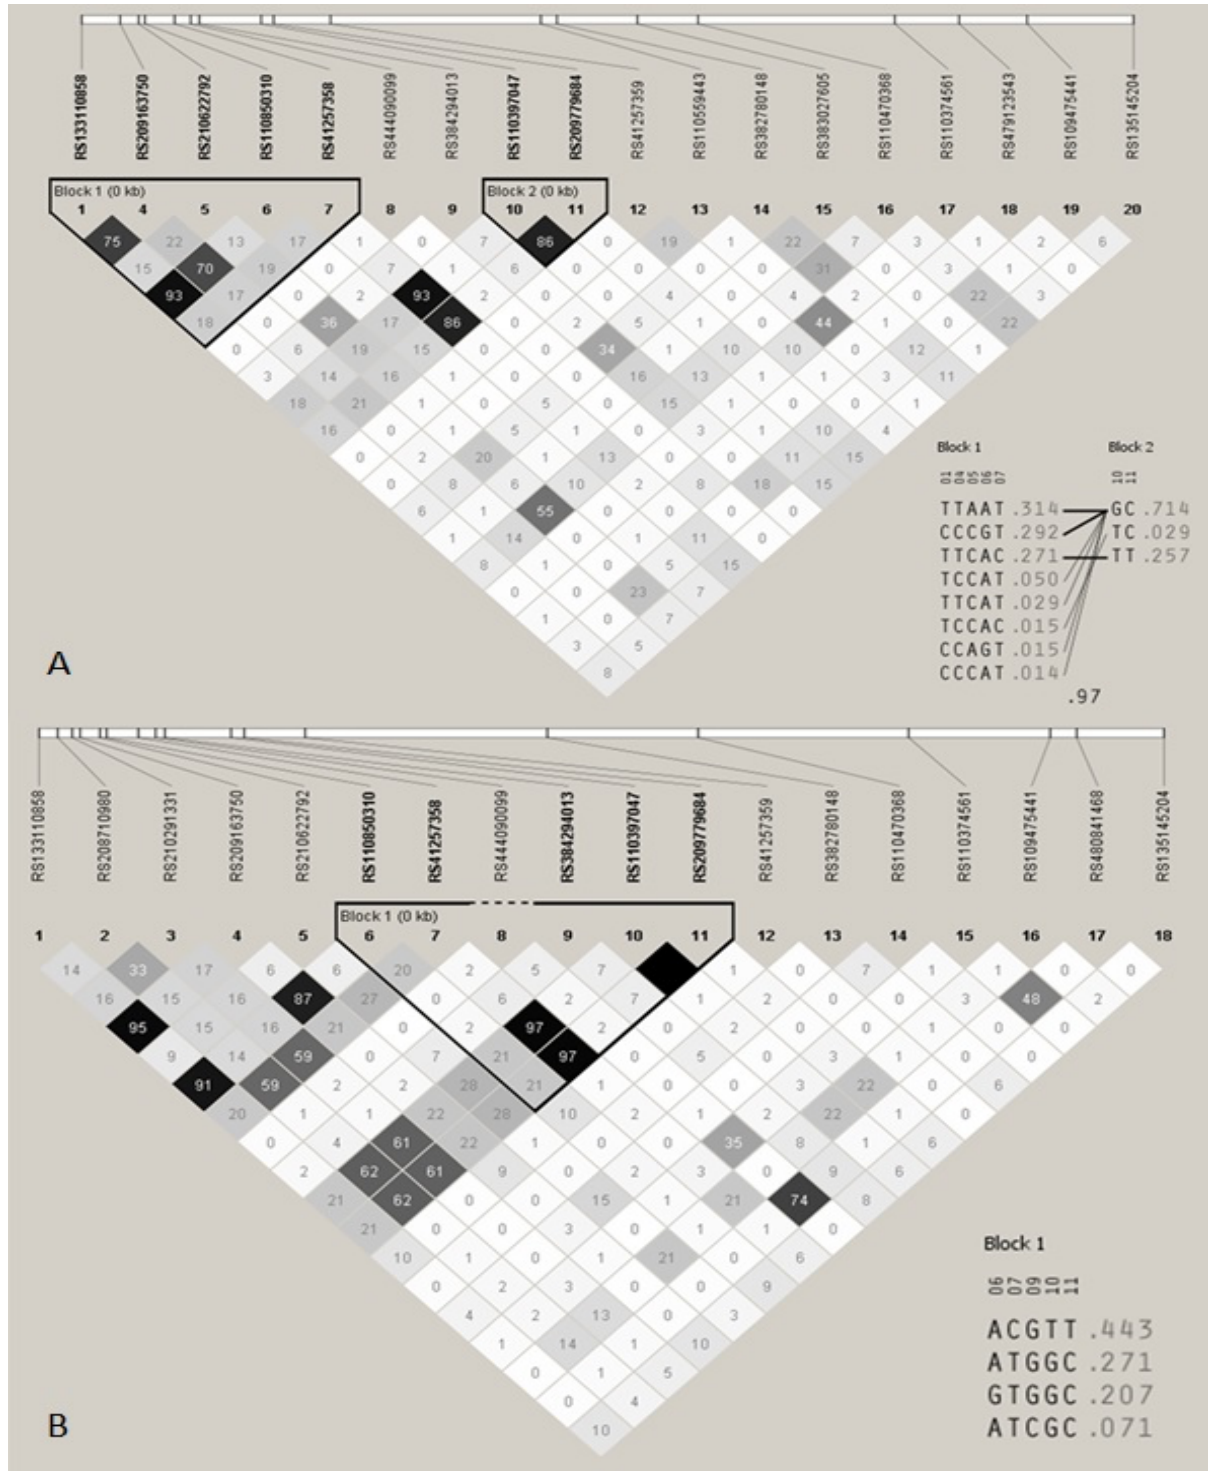 RS133110858 RS209163750 RS210622792 RS110850310 RS41257358 RS444090099 RS384294013 RS110397047 RS209779684 RS41257359 RS110559443 RS382780148 RS383027605 RS110470368 RS110374561 RS479123543 RS109475441 RS135145204
Block 1 (0 kb) Block 2 (0 kb)
1 4 5 6 7 8 9 10 11 12 13 14 15 16 17 18 19 20
75 22 13 17 1 0 7 86 0 19 1 22 7 3 1 2 6
15 70 19 0 7 1 6 0 0 0 31 0 3 1 0
93 17 0 2 93 2 0 0 4 0 4 2 0 22 3
18 0 36 17 86 0 2 5 1 44 1 0 22
0 6 19 15 0 0 34 1 10 10 0 12 1
3 14 16 1 0 0 16 13 1 1 3 11
18 21 1 0 5 0 15 1 0 0 1
16 0 1 5 1 0 3 1 10 4
0 2 20 1 13 0 0 11 15
0 8 6 10 2 8 18 15
6 1 55 0 0 0 0
1 14 0 1 11 0
8 1 0 5 15
0 0 23 7
1 0 7
3 5
8
Block 1 Block 2
01 04 05 06 07 10 11
TTAAT .314 GC .714
CCCGT .292 TC .029
TTCAC .271 TT .257
TCCAT .050
TTCAT .029
TCCAC .015
CCAGT .015
CCCAT .014
.97
A
RS133110858 RS208710980 RS210291331 RS209163750 RS210622792 RS110850310 RS41257358 RS444090099 RS384294013 RS110397047 RS209779684 RS41257359 RS382780148 RS110470368 RS110374561 RS109475441 RS480841468 RS135145204
Block 1 (0 kb)
1 2 3 4 5 6 7 8 9 10 11 12 13 14 15 16 17 18
14 33 17 6 6 20 2 5 7 1 0 7 1 1 0 0
16 15 16 87 27 0 6 2 7 1 2 0 0 3 48 2
95 15 16 21 0 2 97 2 0 2 0 0 1 0 0
9 14 59 0 7 21 97 0 5 0 3 1 0 0
91 59 2 2 28 21 1 0 0 3 22 0 6
20 1 1 22 28 10 2 1 2 22 1 0
0 4 61 22 1 0 0 35 8 1 6
2 62 61 9 0 2 3 0 9 6
21 62 0 0 15 1 21 74 8
21 0 0 3 0 1 1 0
10 1 0 1 21 0 6
0 2 3 0 0 9
4 2 13 0 3
1 14 1 10
0 1 5
0 4
10
Block 1
06 07 09 10 11
ACGTT .443
ATGGC .271
GTGGC .207
ATCGC .071
B